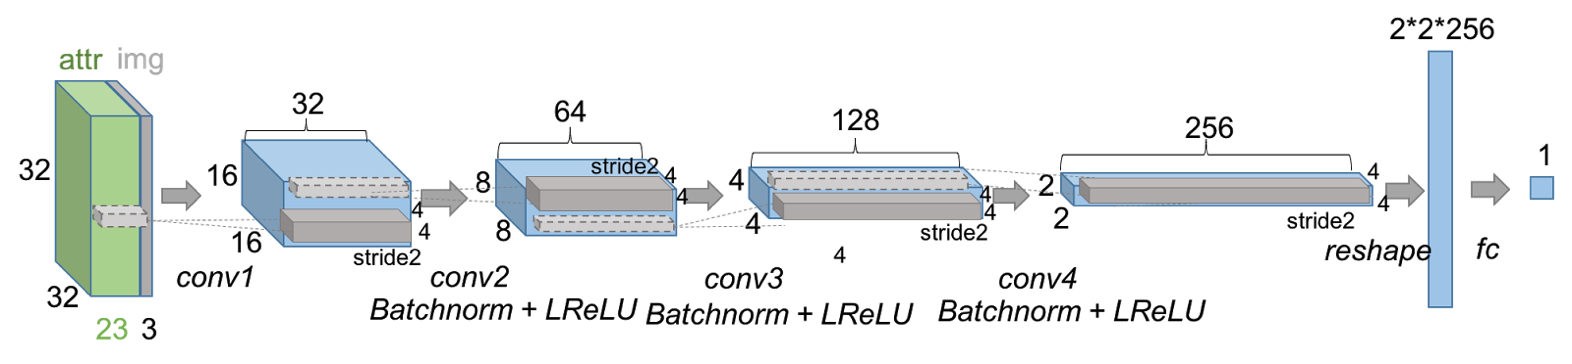 attr img
32
32
23 3
conv1
32
16
16
4
4
stride2
conv2
Batchnorm + LReLU
64
8
8
stride2
4
4
conv3
Batchnorm + LReLU
128
4
4
4
4
stride2
4
conv4
Batchnorm + LReLU
256
2
2
4
4
stride2
reshape
2*2*256
fc
1